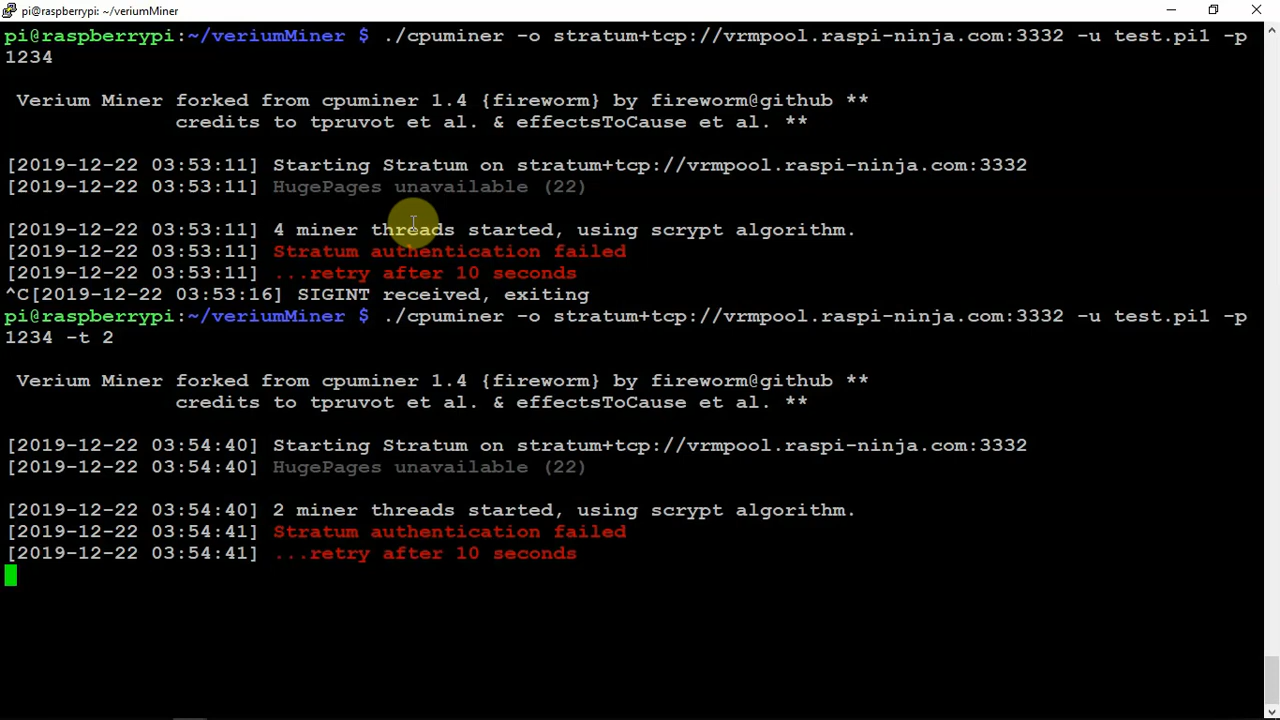 pi@raspberrypi: ~/veriumMiner
pi@raspberrypi:~/veriumMiner $ ./cpuminer -o stratum+tcp://vrmpool.raspi-ninja.com:3332 -u test.pi1 -p
1234
Verium Miner forked from cpuminer 1.4 {fireworm} by fireworm@github **
credits to tpruvot et al. & effectsToCause et al. **
[2019-12-22 03:53:11] Starting Stratum on stratum+tcp://vrmpool.raspi-ninja.com:3332
[2019-12-22 03:53:11] HugePages unavailable (22)
[2019-12-22 03:53:11] 4 miner threads started, using scrypt algorithm.
[2019-12-22 03:53:11] Stratum authentication failed
[2019-12-22 03:53:11] ...retry after 10 seconds
^C[2019-12-22 03:53:16] SIGINT received, exiting
pi@raspberrypi:~/veriumMiner $ ./cpuminer -o stratum+tcp://vrmpool.raspi-ninja.com:3332 -u test.pi1 -p
1234 -t 2
Verium Miner forked from cpuminer 1.4 {fireworm} by fireworm@github **
credits to tpruvot et al. & effectsToCause et al. **
[2019-12-22 03:54:40] Starting Stratum on stratum+tcp://vrmpool.raspi-ninja.com:3332
[2019-12-22 03:54:40] HugePages unavailable (22)
[2019-12-22 03:54:40] 2 miner threads started, using scrypt algorithm.
[2019-12-22 03:54:41] Stratum authentication failed
[2019-12-22 03:54:41] ...retry after 10 seconds